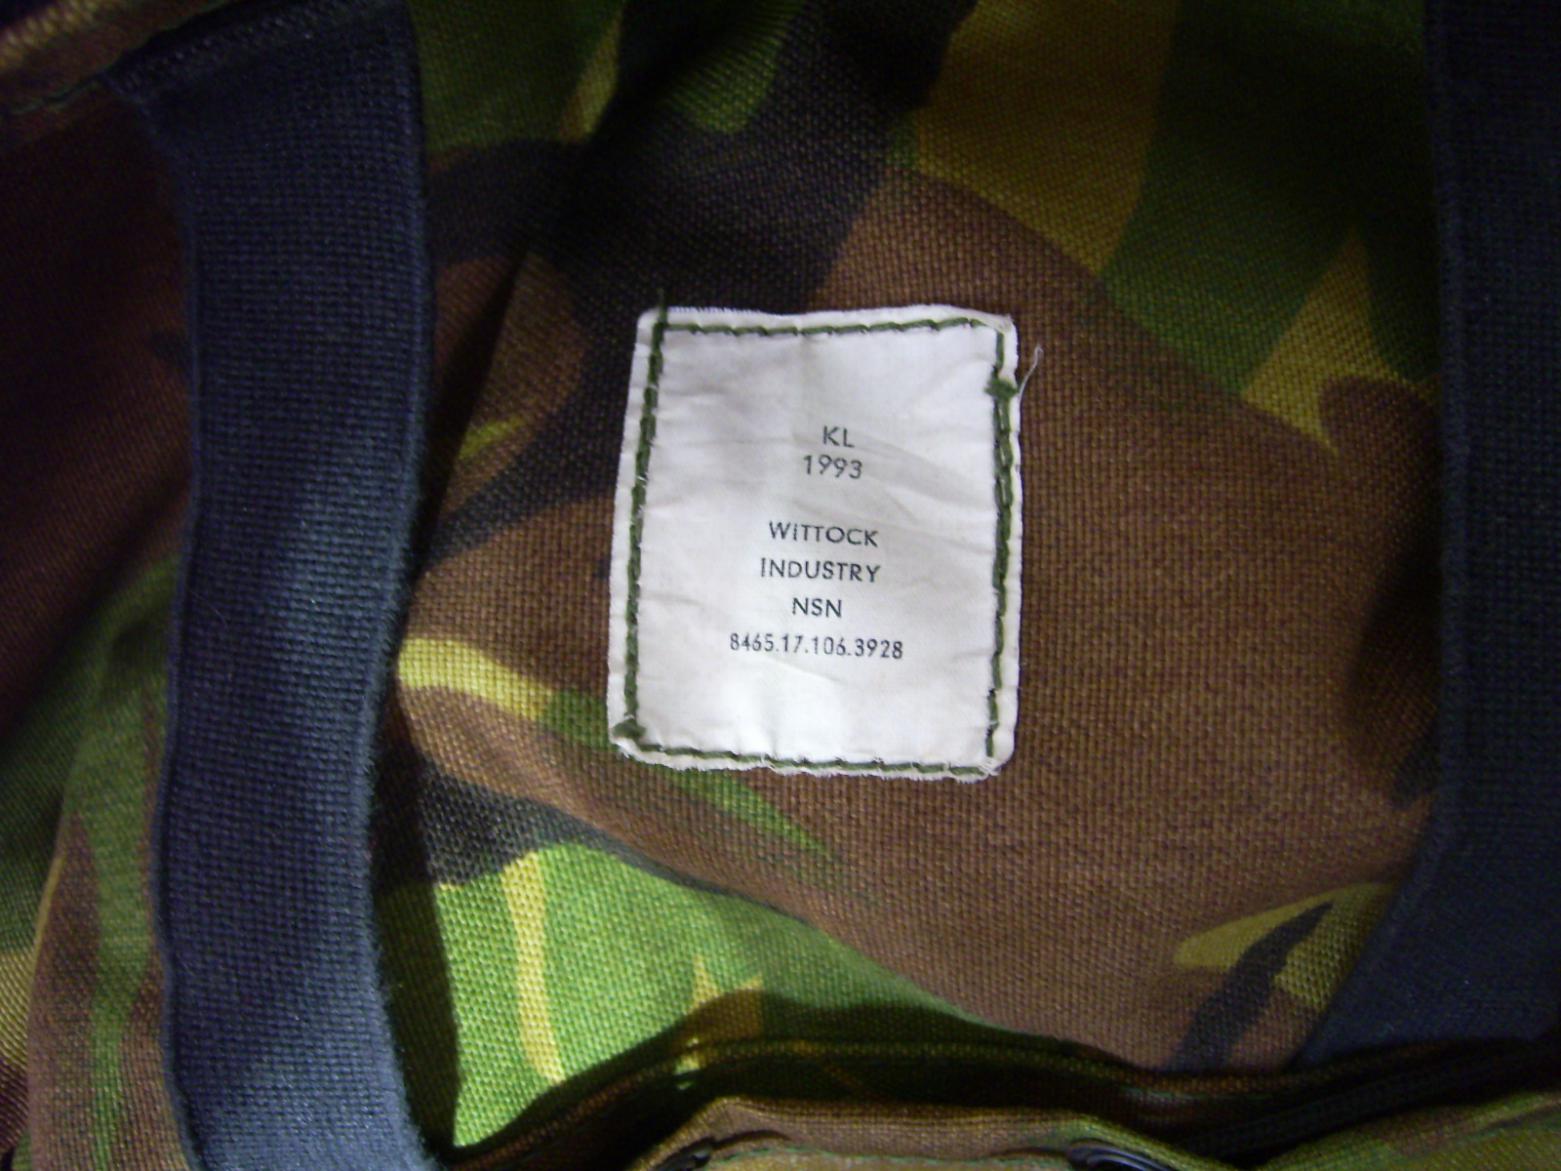 KL
1993
WiTTOCK
INDUSTRY
NSN
8465.17.106.3928